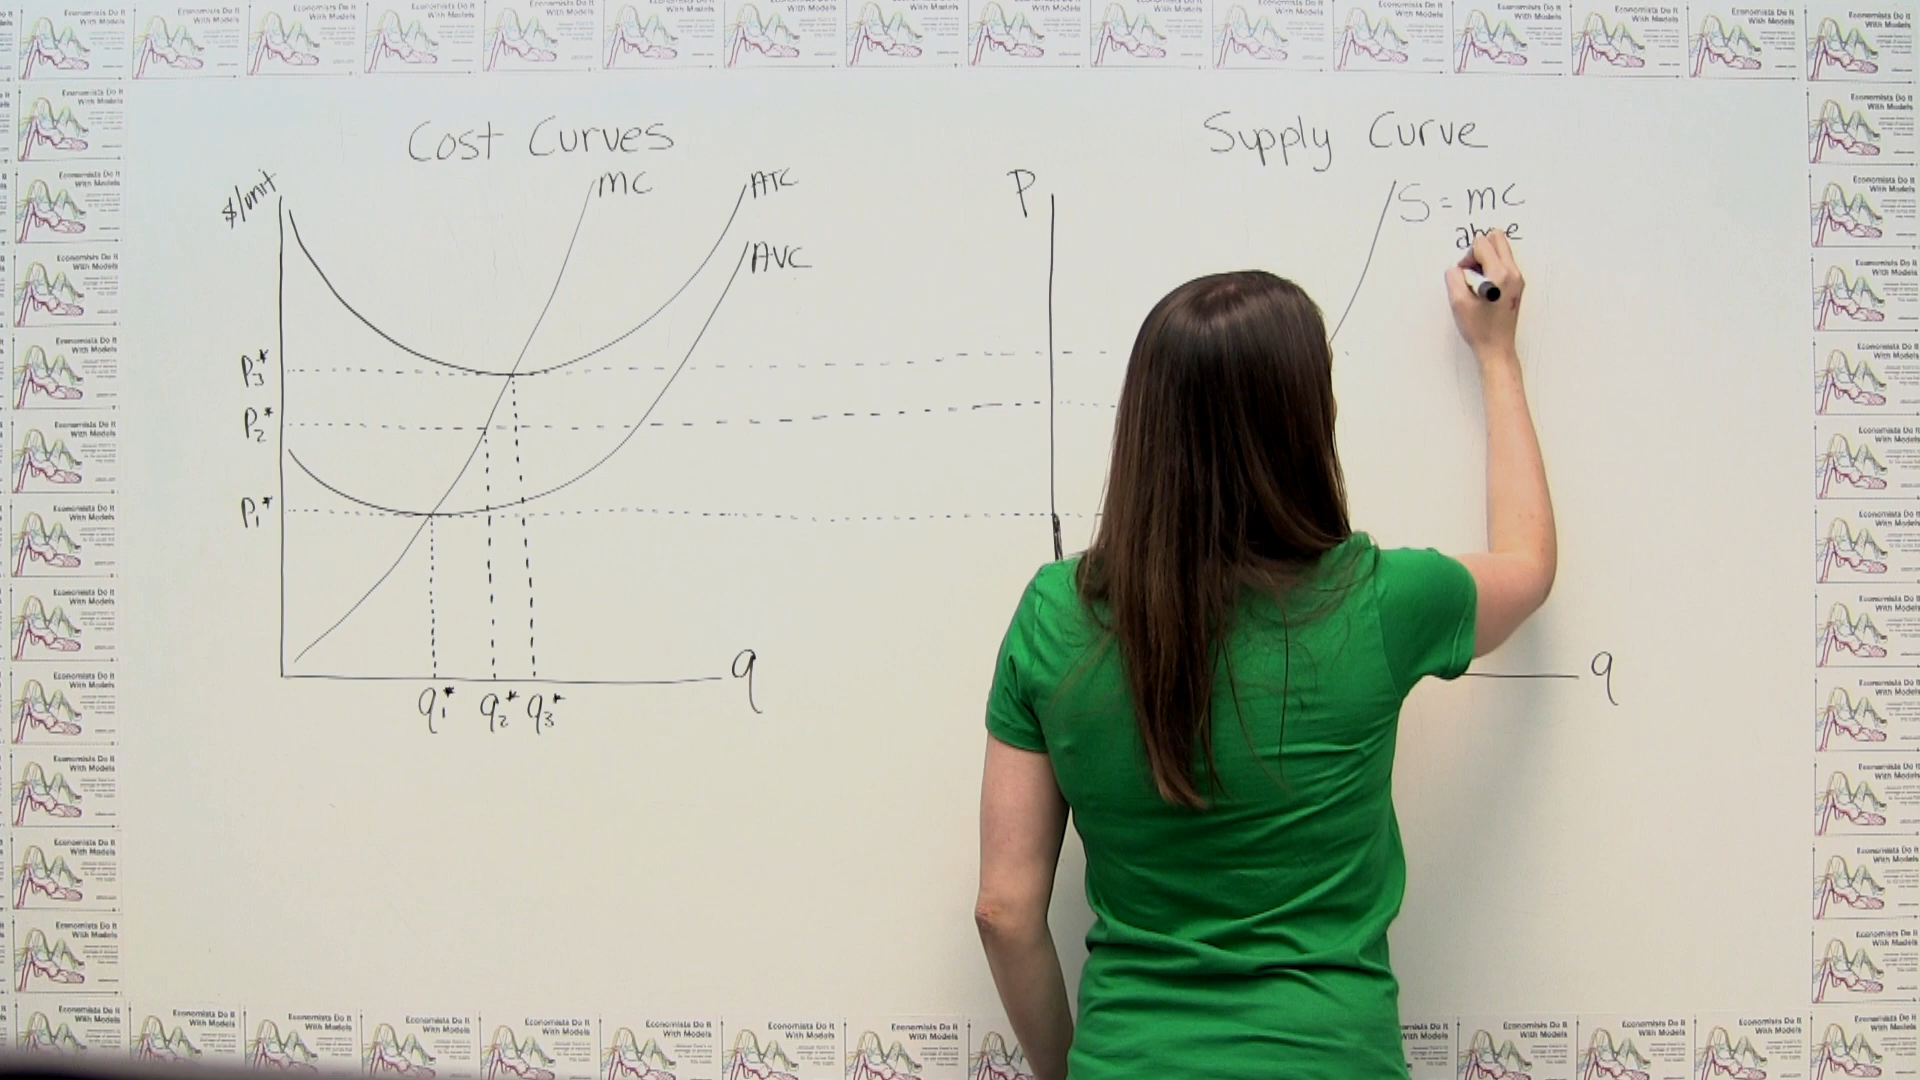 Economists Do It
With Models
Cost Curves
$/unit
MC
ATC
AVC
P3*
P2*
P1*
q1* q2* q3*
q
Supply Curve
P
S = MC
above
q